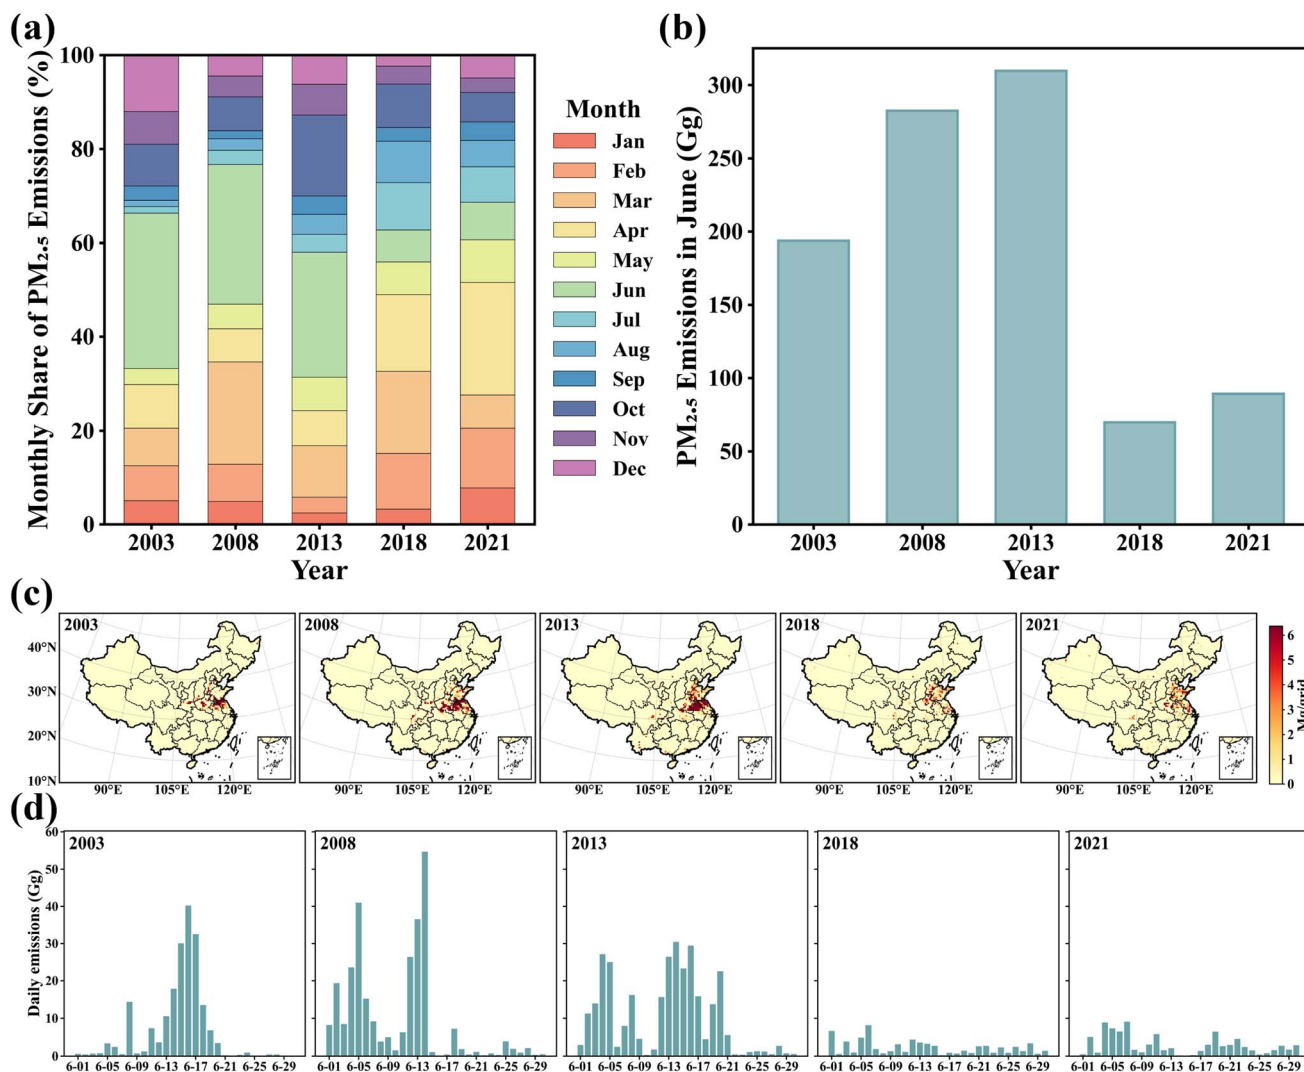 (a)
Monthly Share of PM₂.₅ Emissions (%)
100
80
60
40
20
0
2003 2008 2013 2018 2021
Year
Month
Jan
Feb
Mar
Apr
May
Jun
Jul
Aug
Sep
Oct
Nov
Dec
(b)
PM₂.₅ Emissions in June (Gg)
300
250
200
150
100
50
0
2003 2008 2013 2018 2021
Year
(c)
2003 2008 2013 2018 2021
40°N
30°N
20°N
10°N
90°E 105°E 120°E 90°E 105°E 120°E 90°E 105°E 120°E 90°E 105°E 120°E 90°E 105°E 120°E
6
5
4
3
2
1
0
Mg/grid
(d)
Daily emissions (Gg)
60
50
40
30
20
10
0
2003 2008 2013 2018 2021
6-01 6-05 6-09 6-13 6-17 6-21 6-25 6-29 6-01 6-05 6-09 6-13 6-17 6-21 6-25 6-29 6-01 6-05 6-09 6-13 6-17 6-21 6-25 6-29 6-01 6-05 6-09 6-13 6-17 6-21 6-25 6-29 6-01 6-05 6-09 6-13 6-17 6-21 6-25 6-29